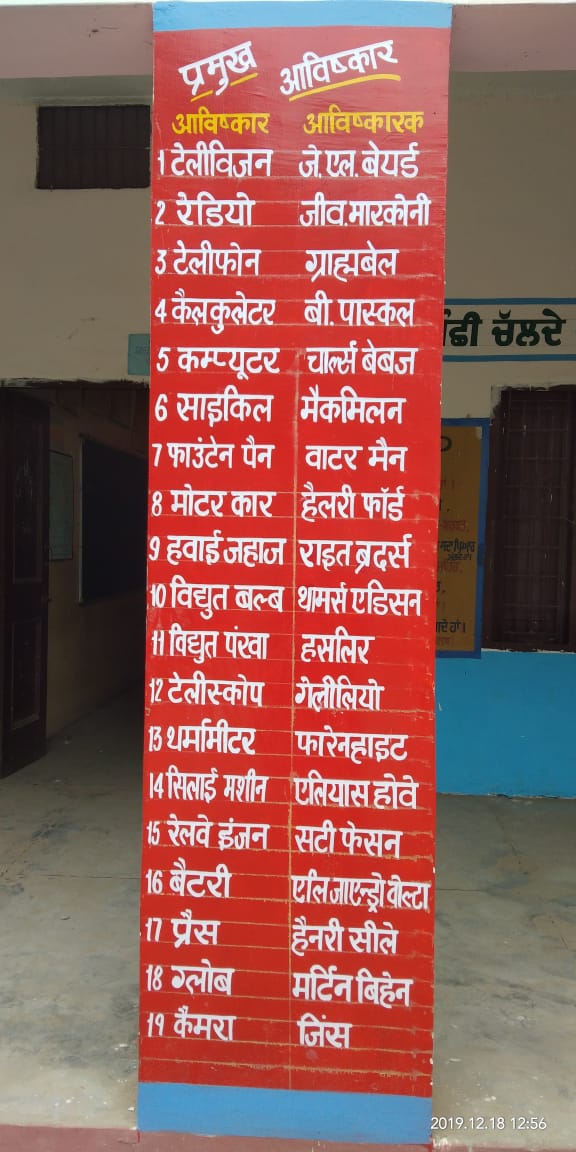 प्रमुख आविष्कार
आविष्कार आविष्कारक
1 टेलीविजन जे. एल. बेयर्ड
2 रेडियो जीव.मारकोनी
3 टेलीफोन ग्राह्मबेल
4 कैलकुलेटर बी. पास्कल
5 कम्प्यूटर चार्ल्स बेबज
6 साइकिल मैकमिलन
7 फाउंटेन पैन वाटर मैन
8 मोटर कार हैलरी फॉर्ड
9 हवाई जहाज राइत ब्रदर्स
10 विद्युत बल्ब थामर्स एडिसन
11 विद्युत पंखा हसलिर
12 टेलीस्कोप गेलीलियो
13 थर्मामीटर फारेनहाइट
14 सिलाई मशीन एलियास होवे
15 रेलवे इंजन सटी फेसन
16 बैटरी एलिजाएन्ड्रो वोल्टा
17 प्रैस हैनरी सीले
18 ग्लोब मर्टिन बिहेन
19 कैमरा जिंस
ਚੱਲਦੇ
2019.12.18 12:56